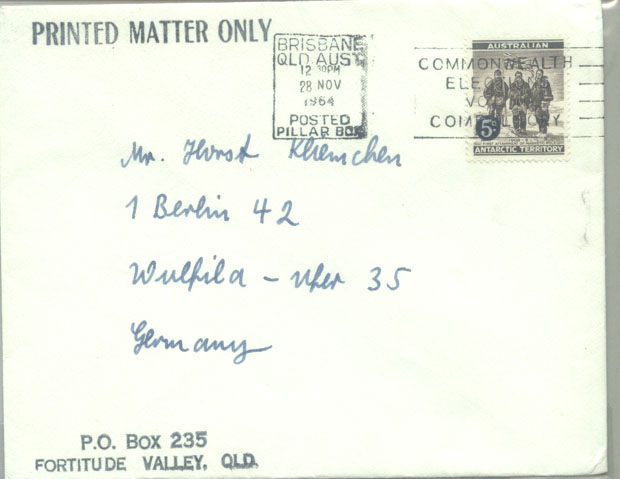 PRINTED MATTER ONLY
BRISBANE
QLD. AUST
12 30PM
28 NOV
1964
POSTED
PILLAR BOX
AUSTRALIAN
COMMONWEALTH
5D
ANTARCTIC TERRITORY
Mr. Horst Klemchen
1 Berlin 42
Wulfila - Ufer 35
Germany
P.O. BOX 235
FORTITUDE VALLEY, QLD.